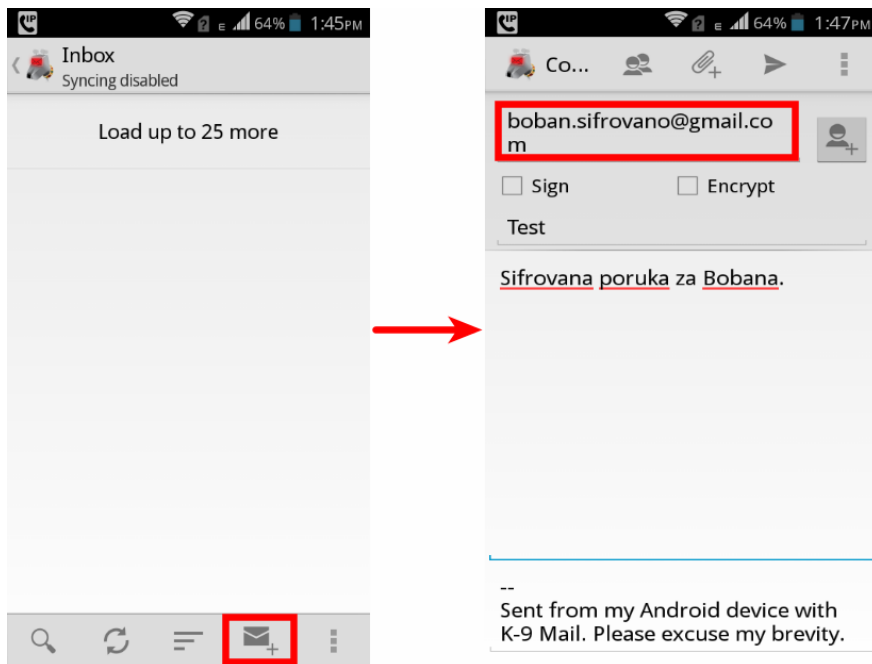 64% 1:45PM
Inbox
Syncing disabled
Load up to 25 more
E 64% 1:47PM
Co...
boban.sifrovano@gmail.co
m
Sign Encrypt
Test
Sifrovana poruka za Bobana.
--
Sent from my Android device with
K-9 Mail. Please excuse my brevity.